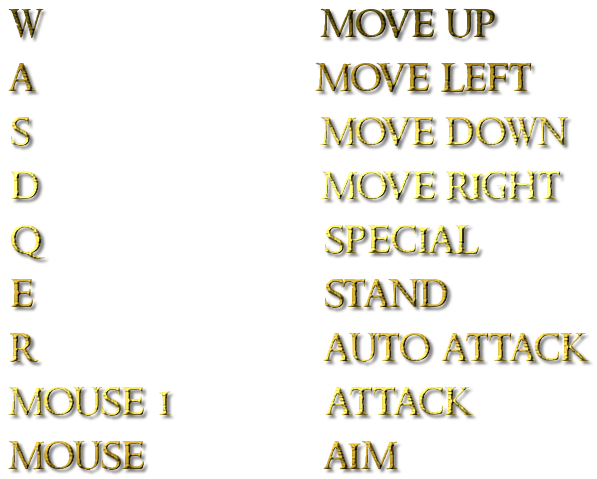 W MOVE UP
A MOVE LEFT
S MOVE DOWN
D MOVE RIGHT
Q SPECIAL
E STAND
R AUTO ATTACK
MOUSE 1 ATTACK
MOUSE AIM